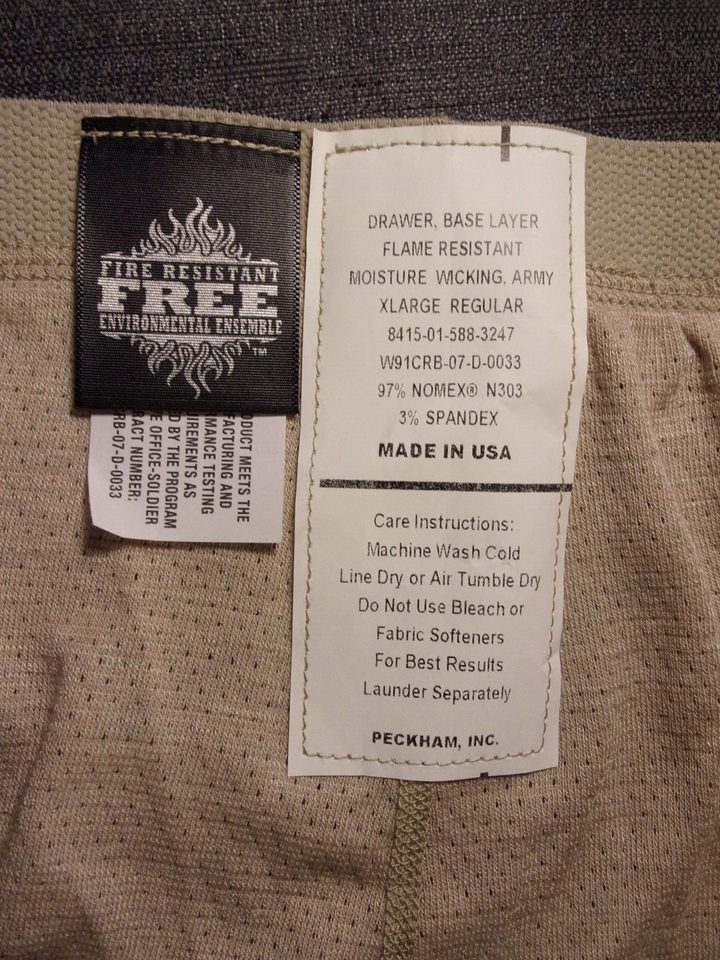 FIRE RESISTANT
FREE
ENVIRONMENTAL ENSEMBLE
TM
ODUCT MEETS THE
FACTURING AND
RMANCE TESTING
UIREMENTS AS
D BY THE PROGRAM
E OFFICE-SOLDIER
RACT NUMBER:
RB-07-D-0033
DRAWER, BASE LAYER
FLAME RESISTANT
MOISTURE WICKING, ARMY
XLARGE REGULAR
8415-01-588-3247
W91CRB-07-D-0033
97% NOMEX® N303
3% SPANDEX
MADE IN USA
Care Instructions:
Machine Wash Cold
Line Dry or Air Tumble Dry
Do Not Use Bleach or
Fabric Softeners
For Best Results
Launder Separately
PECKHAM, INC.